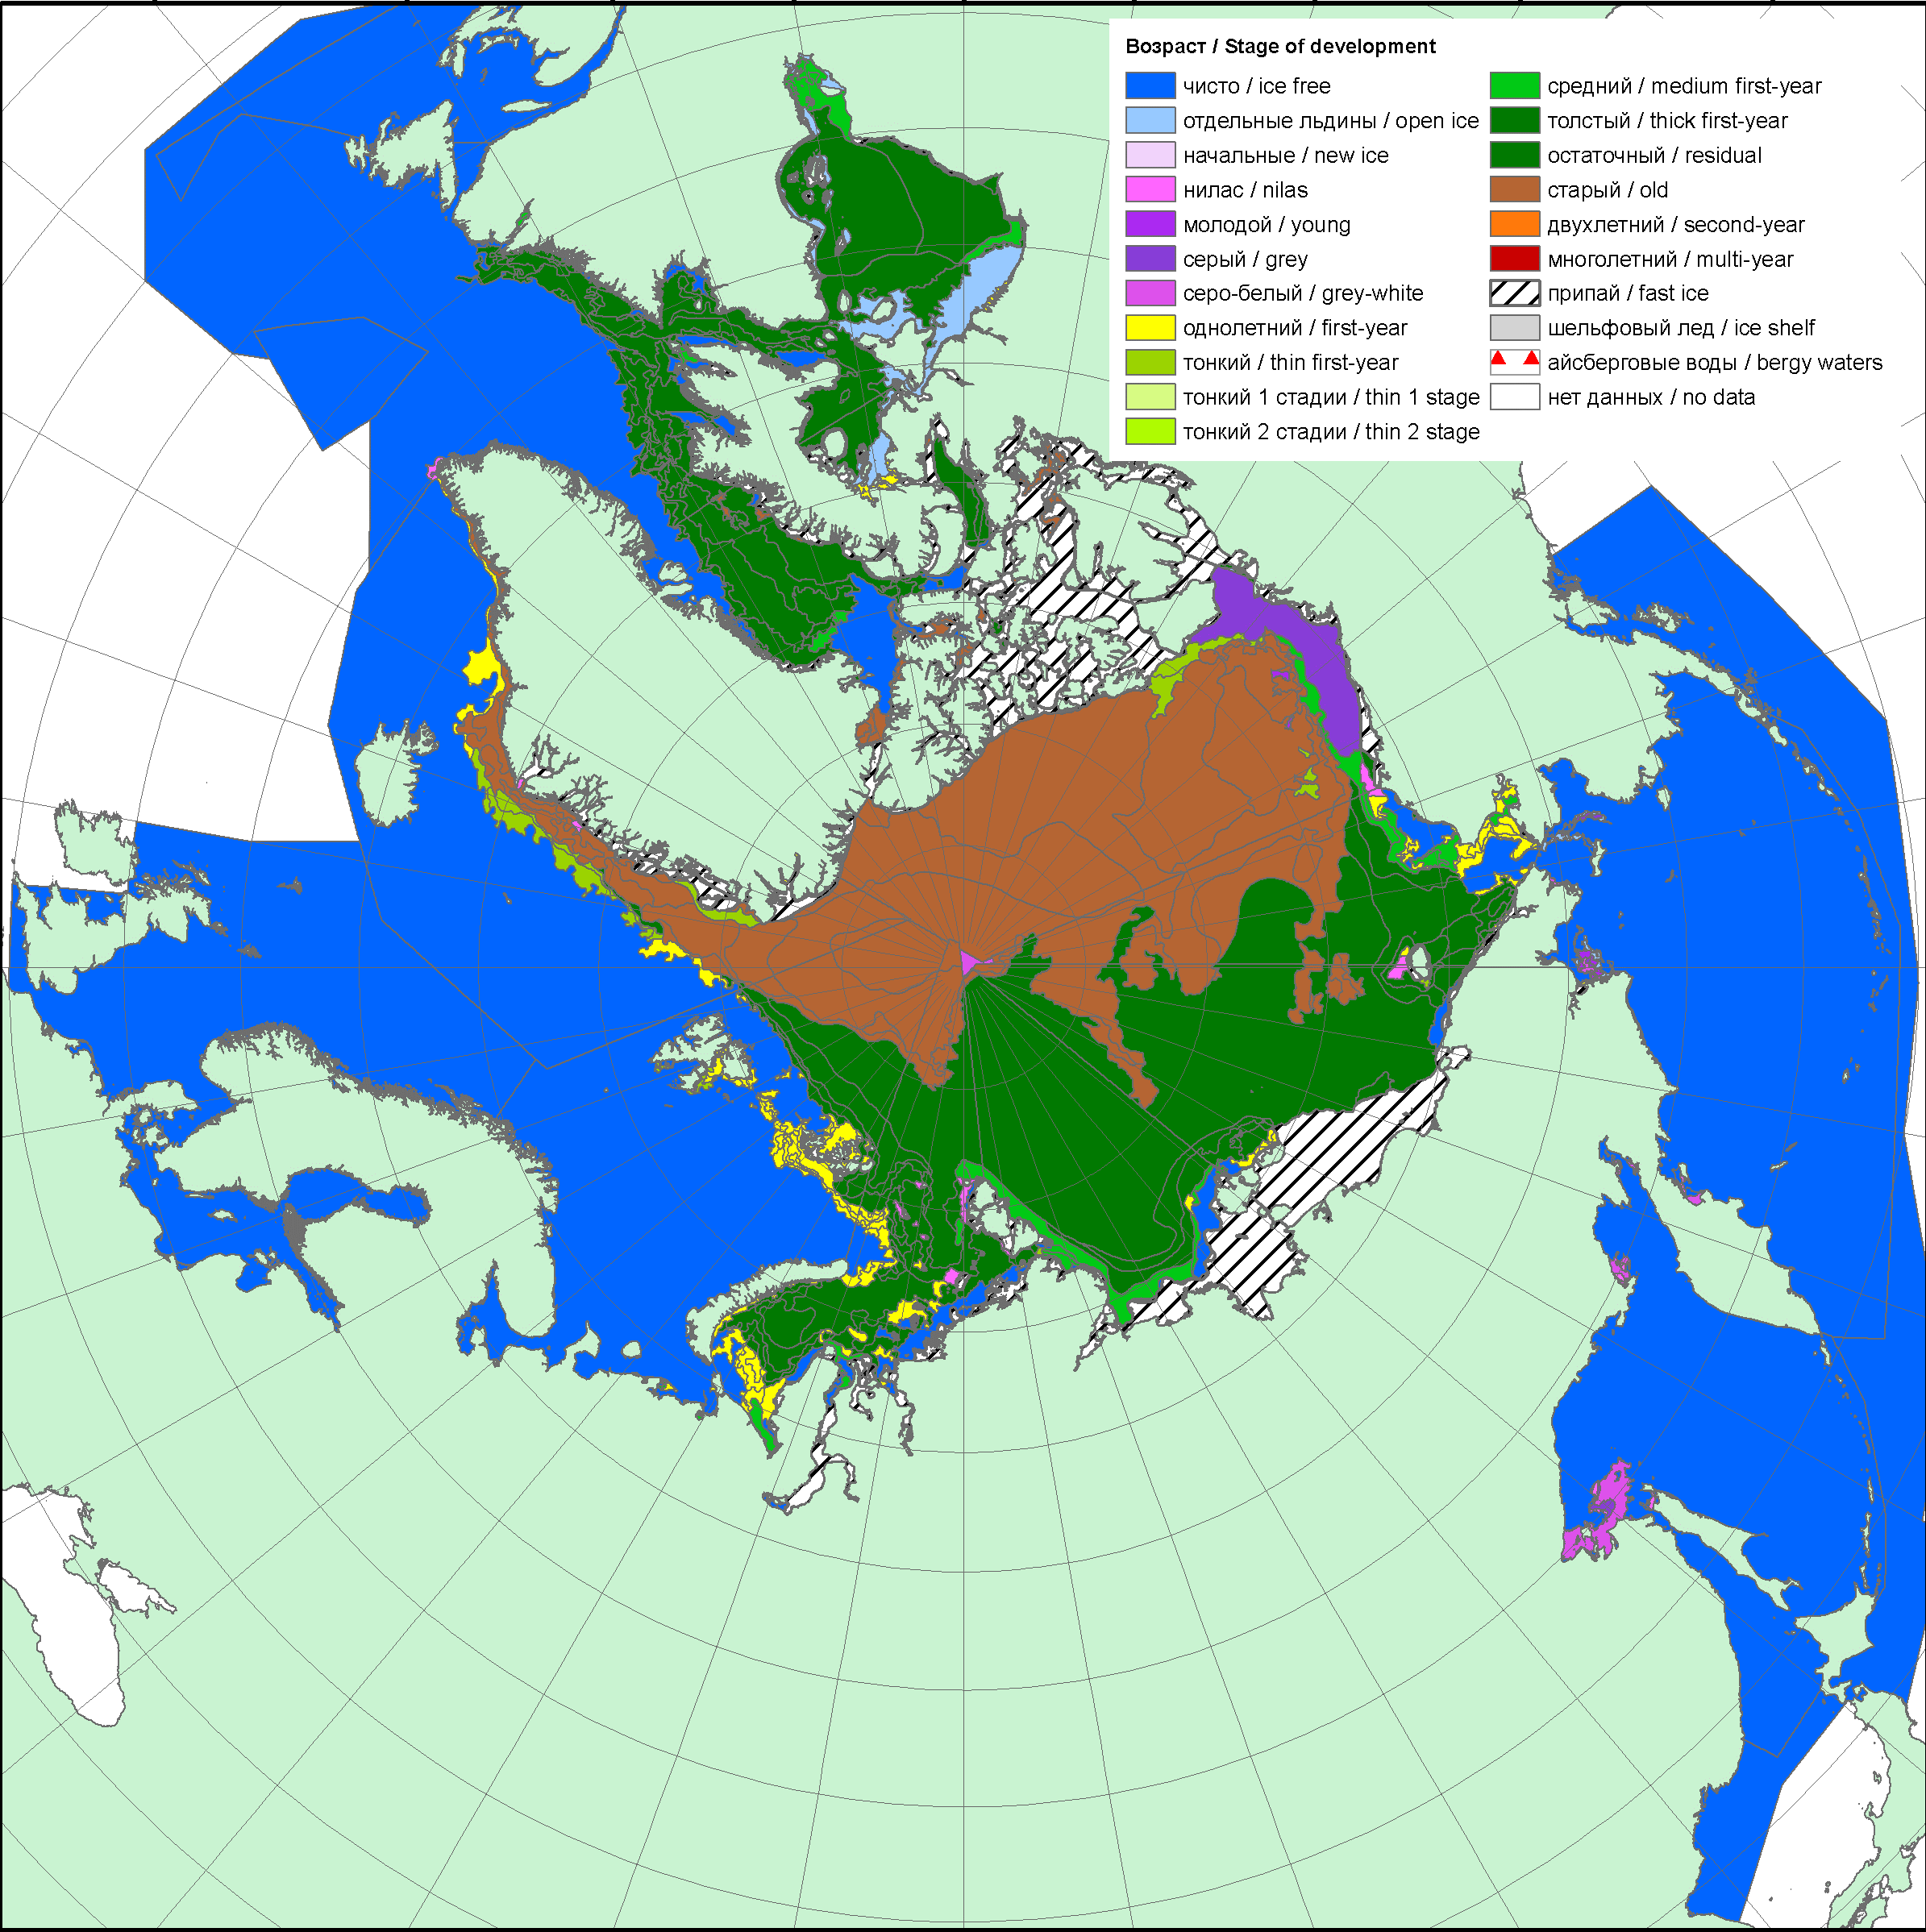 Возраст / Stage of development
чисто / ice free
отдельные льдины / open ice
начальные / new ice
нилас / nilas
молодой / young
серый / grey
серо-белый / grey-white
однолетний / first-year
тонкий / thin first-year
тонкий 1 стадии / thin 1 stage
тонкий 2 стадии / thin 2 stage
средний / medium first-year
толстый / thick first-year
остаточный / residual
старый / old
двухлетний / second-year
многолетний / multi-year
припай / fast ice
шельфовый лед / ice shelf
айсберговые воды / bergy waters
нет данных / no data